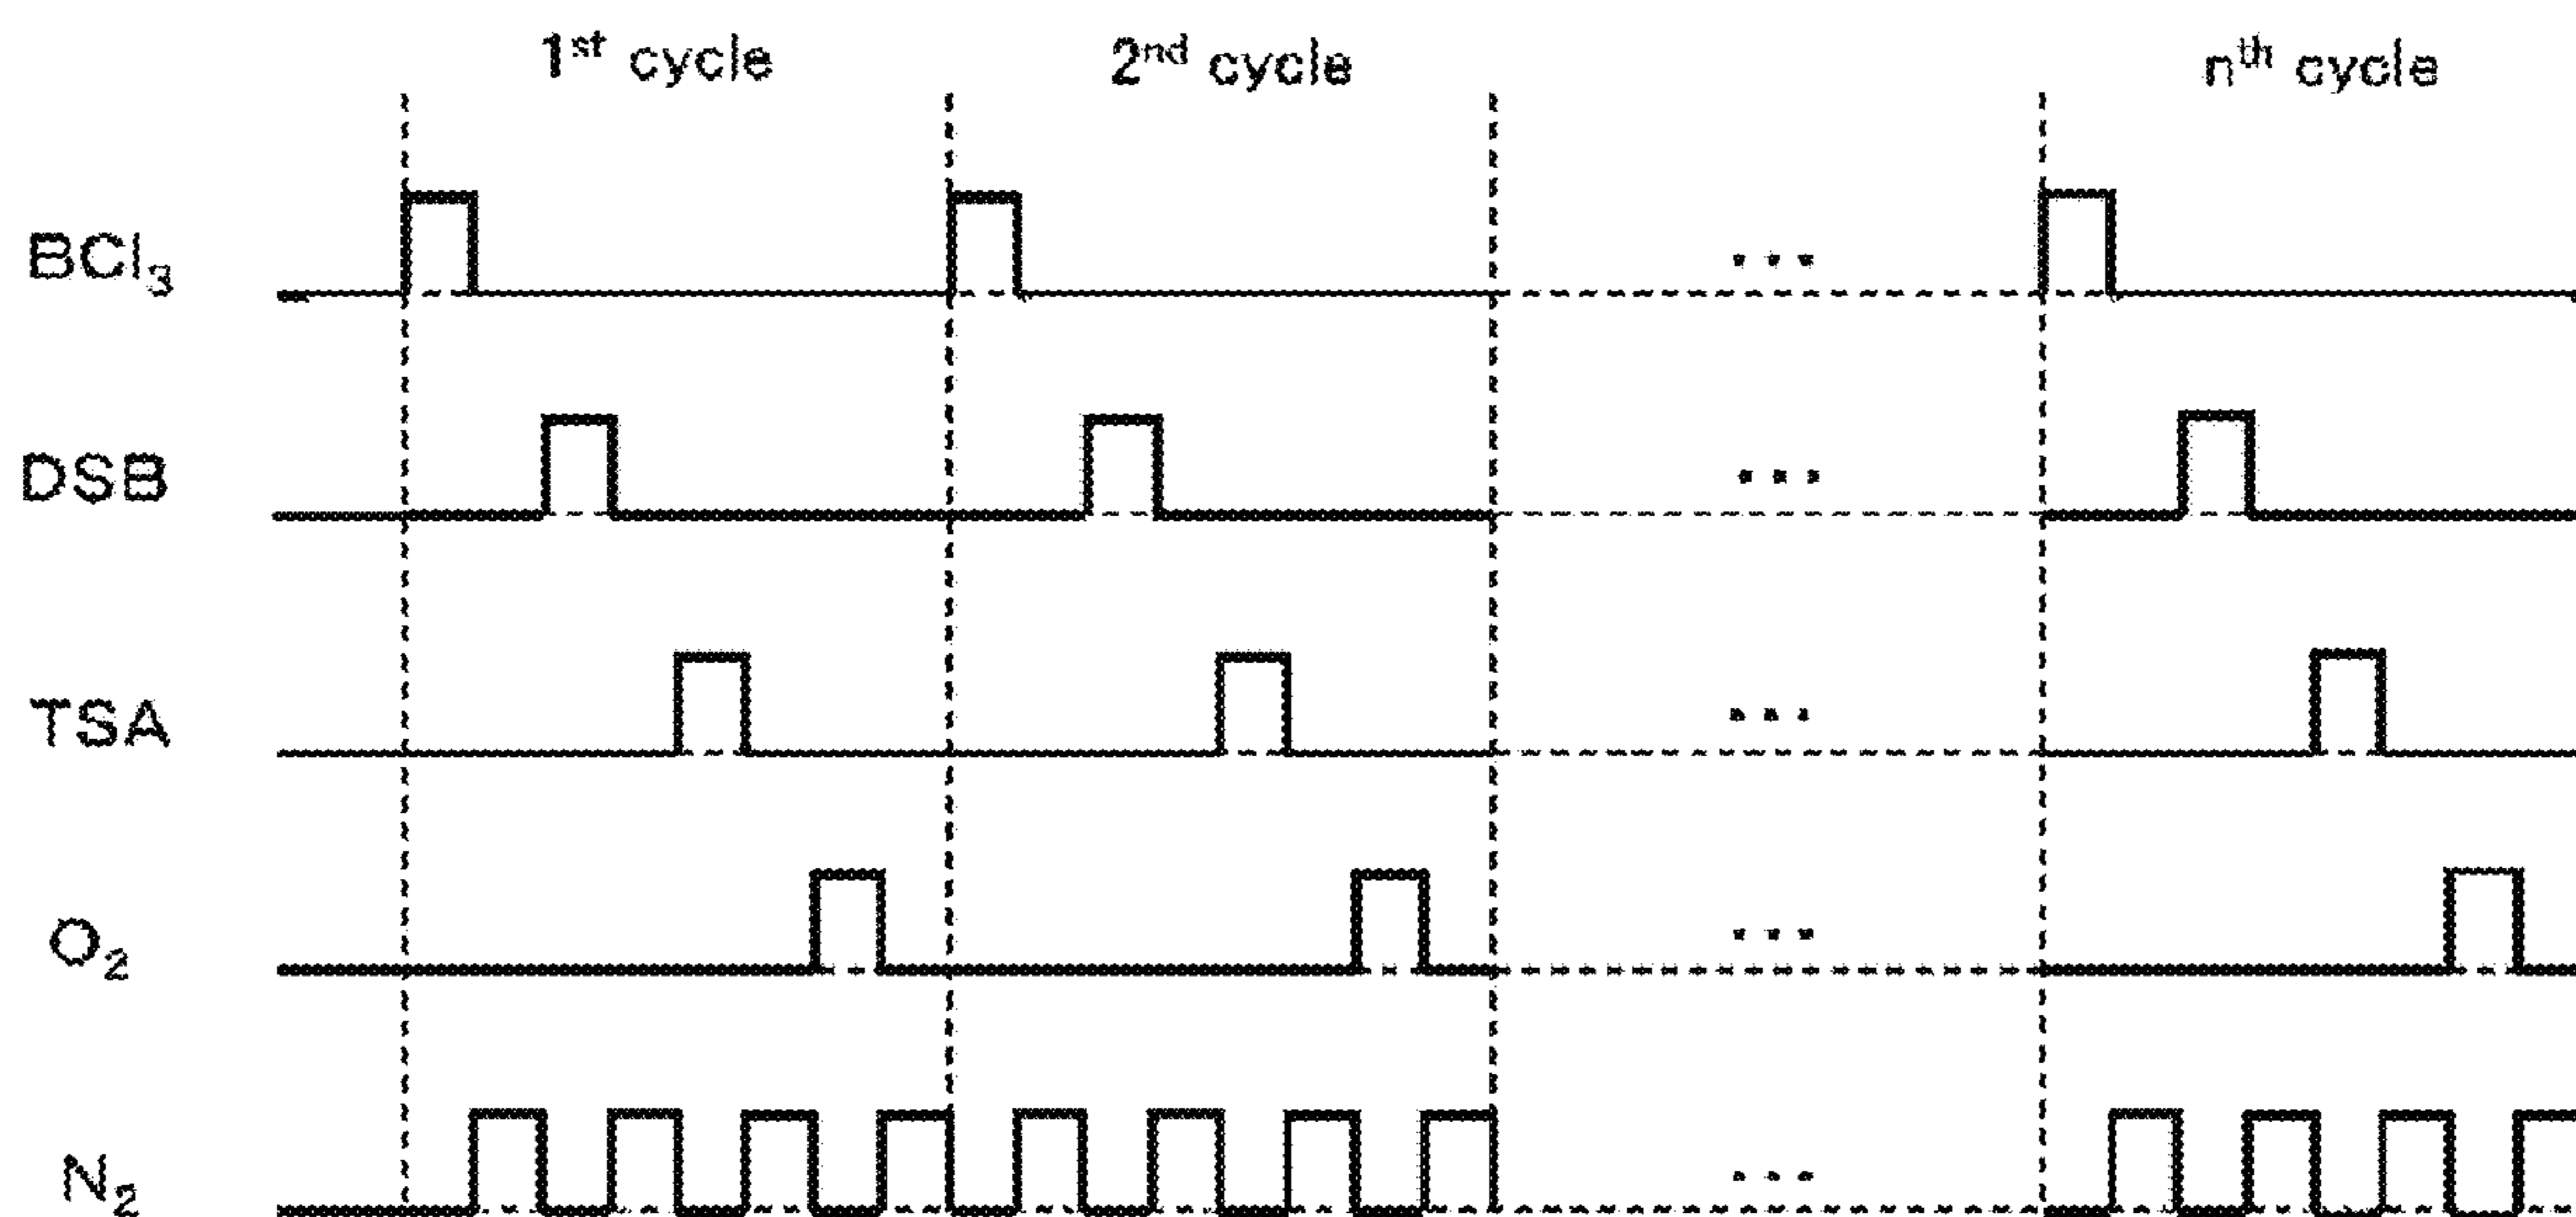 1st cycle 2nd cycle nth cycle
BCl3 ...
DSB ...
TSA ...
O2 ...
N2 ...